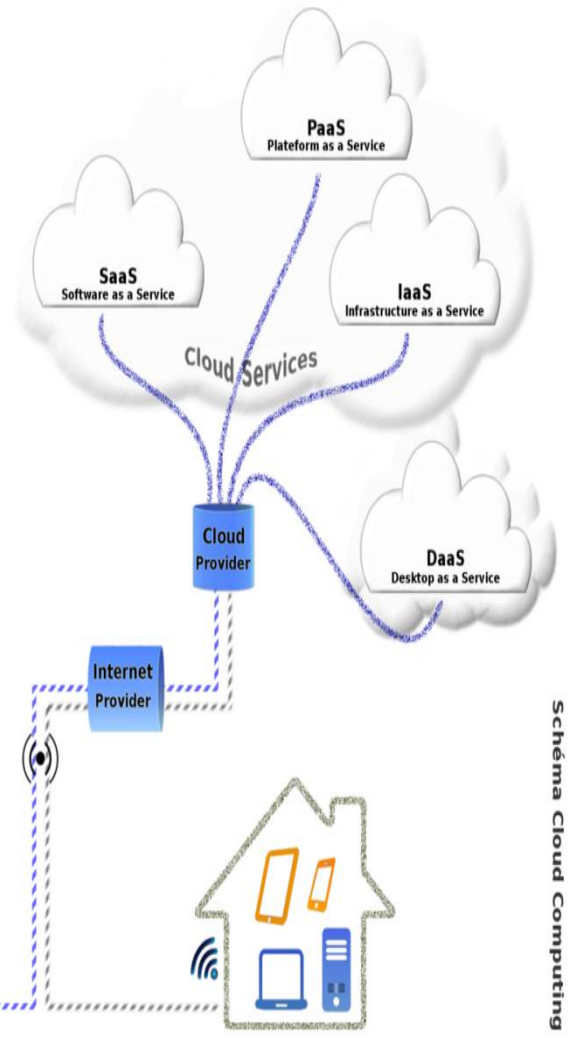 PaaS
Plateform as a Service
SaaS
Software as a Service
IaaS
Infrastructure as a Service
Cloud Services
DaaS
Desktop as a Service
Cloud
Provider
Internet
Provider
Schéma Cloud Computing